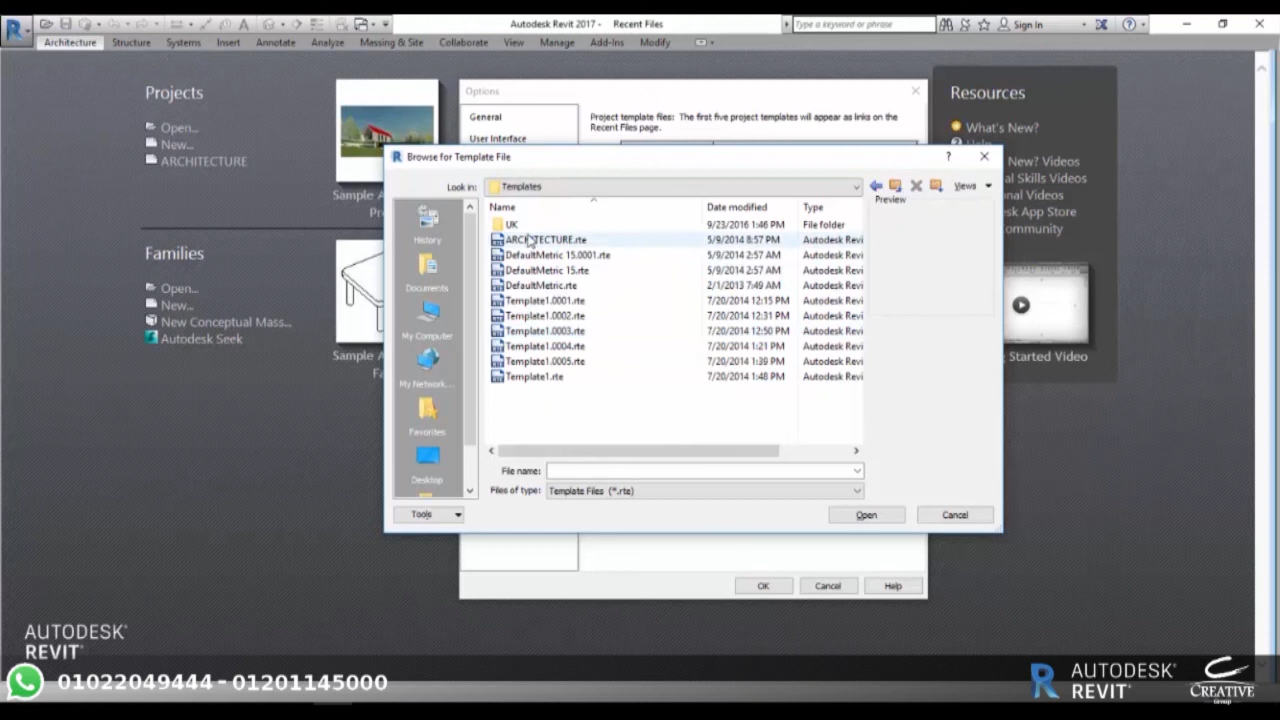 Autodesk Revit 2017 - Recent Files
Type a keyword or phrase
Sign In
Architecture Structure Systems Insert Annotate Analyze Massing & Site Collaborate View Manage Add-Ins Modify
Projects
Open...
New...
ARCHITECTURE
Families
Open...
New...
New Conceptual Mass...
Autodesk Seek
Sample A
Sample A
Options
General
User Interface
Project template files: The first five project templates will appear as links on the
Recent Files page.
Resources
What's New?
Help
New? Videos
al Skills Videos
onal Videos
sk App Store
ommunity
Started Video
Browse for Template File
Look in: Templates
Views
Preview
Name Date modified Type
UK 9/23/2016 1:46 PM File folder
ARCHITECTURE.rte 5/9/2014 8:57 PM Autodesk Revi
DefaultMetric 15.0001.rte 5/9/2014 2:57 AM Autodesk Revi
DefaultMetric 15.rte 5/9/2014 2:57 AM Autodesk Revi
DefaultMetric.rte 2/1/2013 7:49 AM Autodesk Revi
Template1.0001.rte 7/20/2014 12:15 PM Autodesk Revi
Template1.0002.rte 7/20/2014 12:31 PM Autodesk Revi
Template1.0003.rte 7/20/2014 12:50 PM Autodesk Revi
Template1.0004.rte 7/20/2014 1:21 PM Autodesk Revi
Template1.0005.rte 7/20/2014 1:39 PM Autodesk Revi
Template1.rte 7/20/2014 1:48 PM Autodesk Revi
History
Documents
My Computer
My Network...
Favorites
Desktop
File name:
Files of type: Template Files (*.rte)
Tools
Open
Cancel
OK
Cancel
Help
AUTODESK®
REVIT®
01022049444 - 01201145000
R
AUTODESK®
REVIT®
CREATIVE
Group